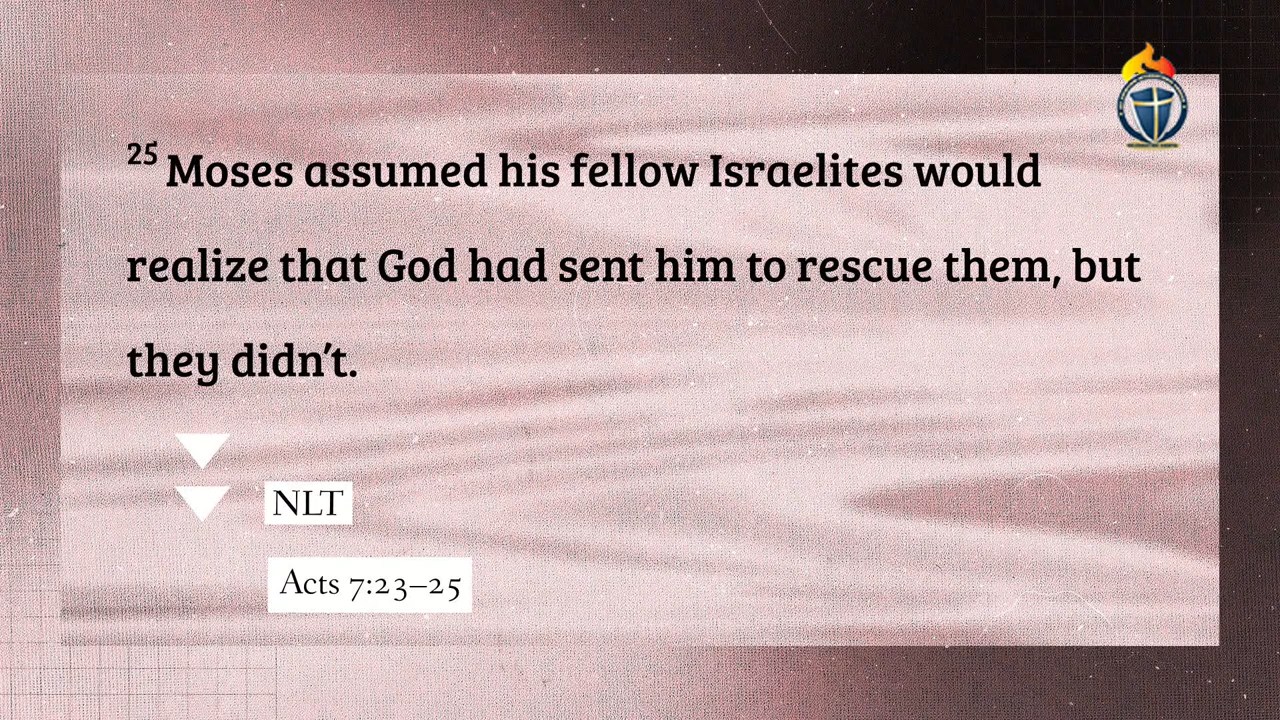 25 Moses assumed his fellow Israelites would
realize that God had sent him to rescue them, but
they didn’t.
NLT
Acts 7:23–25